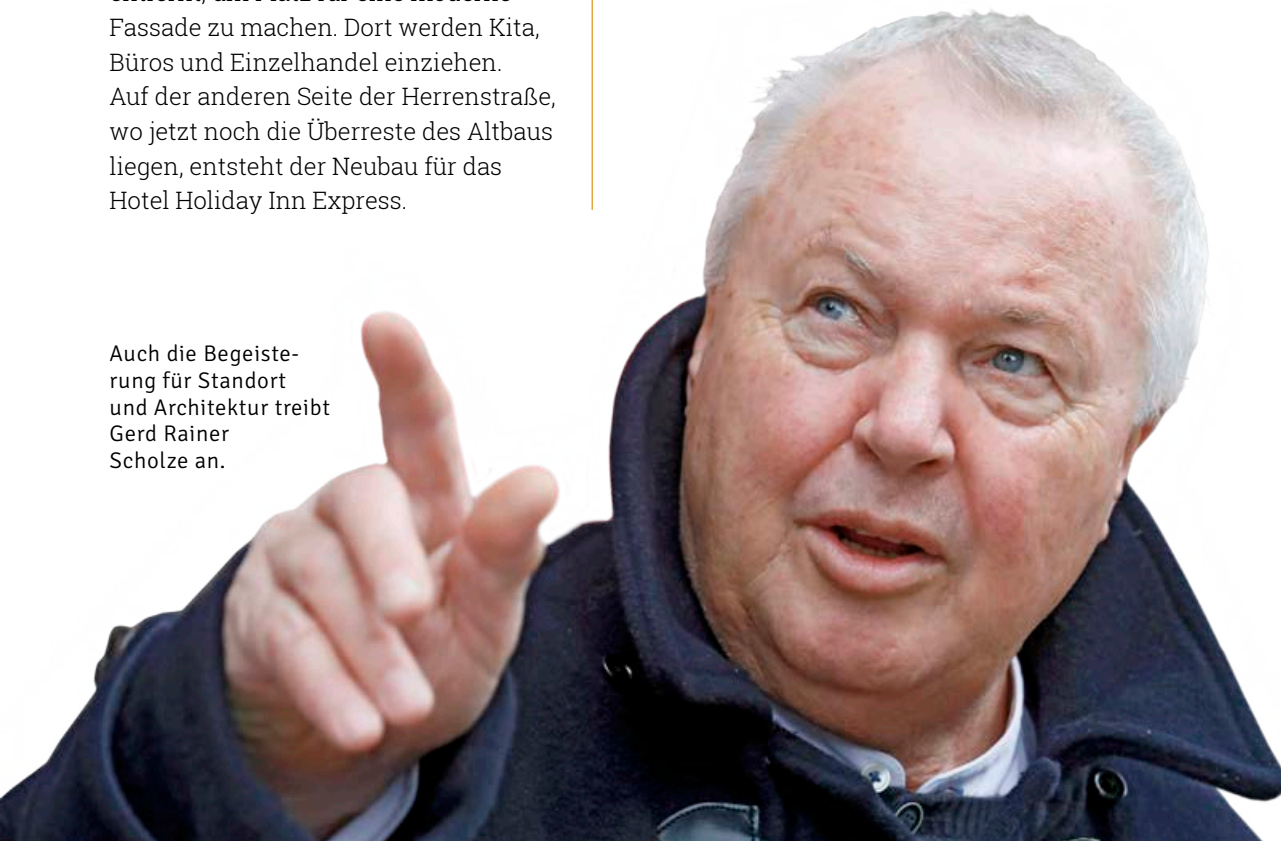 Fassade zu machen. Dort werden Kita,
Büros und Einzelhandel einziehen.
Auf der anderen Seite der Herrenstraße,
wo jetzt noch die Überreste des Altbaus
liegen, entsteht der Neubau für das
Hotel Holiday Inn Express.
Auch die Begeiste-
rung für Standort
und Architektur treibt
Gerd Rainer
Scholze an.